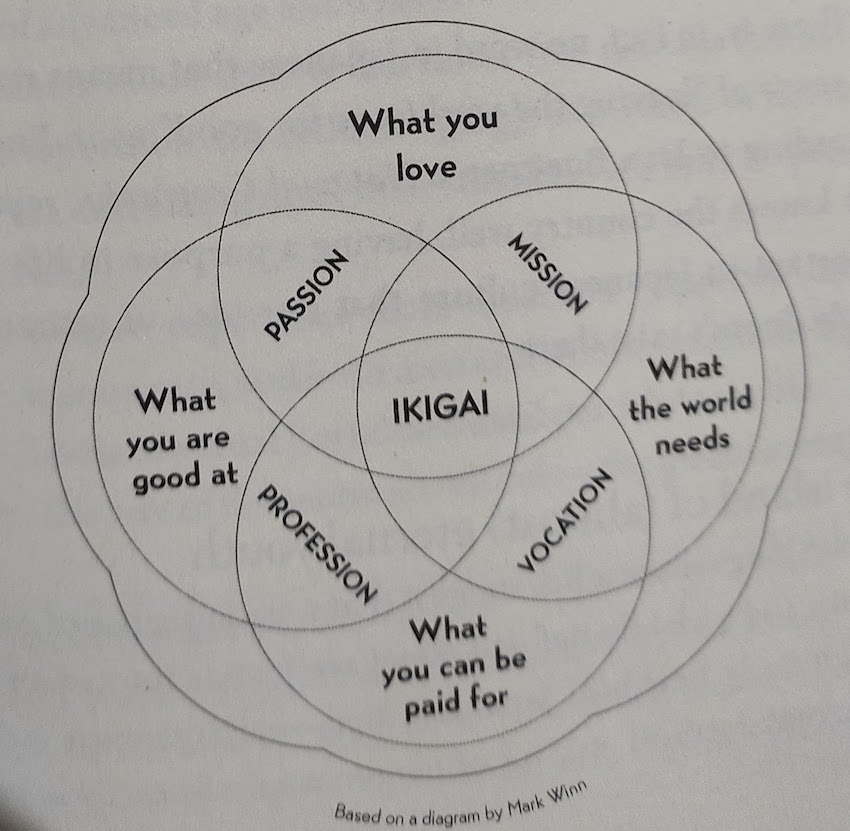 What you
love
PASSION
MISSION
What
you are
good at
IKIGAI
What
the world
needs
PROFESSION
VOCATION
What
you can be
paid for
Based on a diagram by Mark Winn